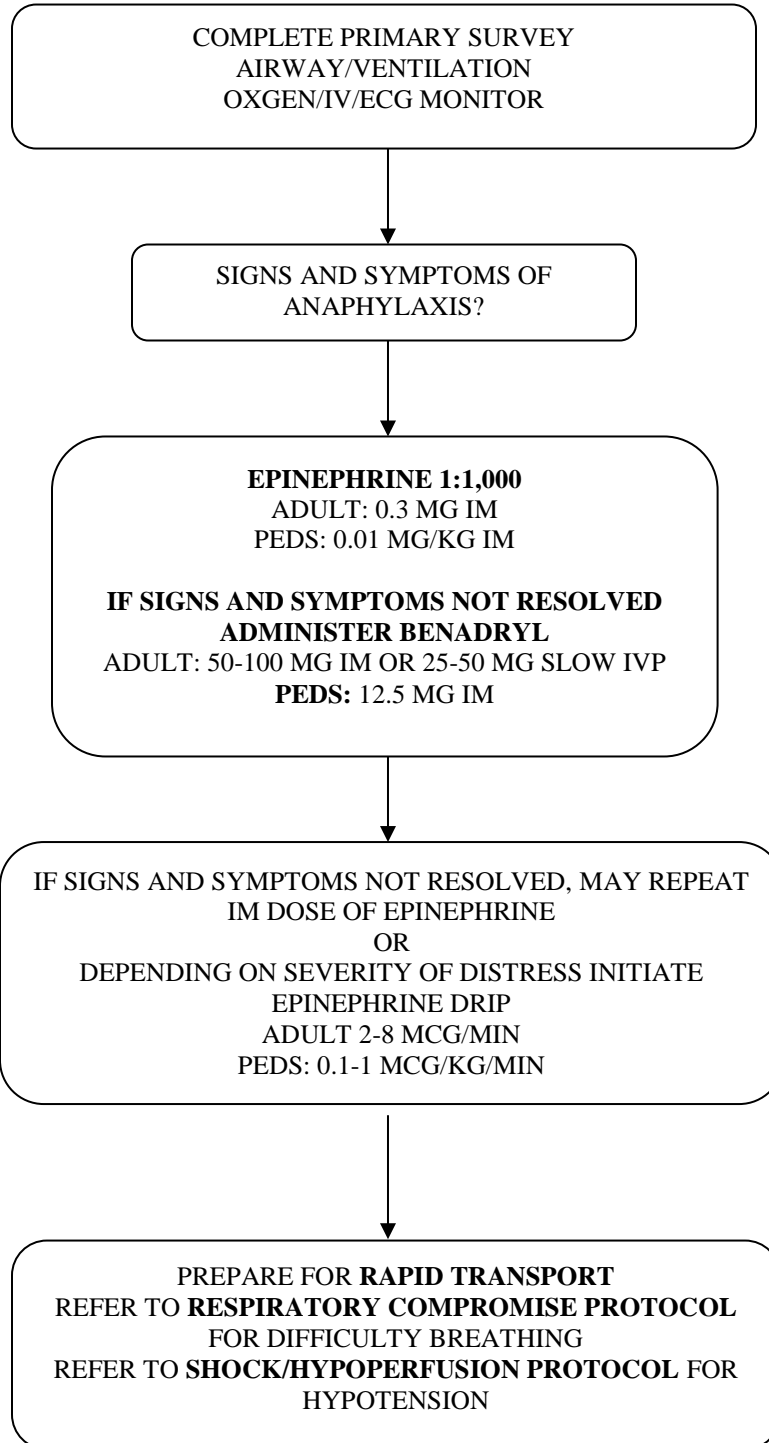 COMPLETE PRIMARY SURVEY
AIRWAY/VENTILATION
OXGEN/IV/ECG MONITOR
SIGNS AND SYMPTOMS OF
ANAPHYLAXIS?
EPINEPHRINE 1:1,000
ADULT: 0.3 MG IM
PEDS: 0.01 MG/KG IM
IF SIGNS AND SYMPTOMS NOT RESOLVED
ADMINISTER BENADRYL
ADULT: 50-100 MG IM OR 25-50 MG SLOW IVP
PEDS: 12.5 MG IM
IF SIGNS AND SYMPTOMS NOT RESOLVED, MAY REPEAT
IM DOSE OF EPINEPHRINE
OR
DEPENDING ON SEVERITY OF DISTRESS INITIATE
EPINEPHRINE DRIP
ADULT 2-8 MCG/MIN
PEDS: 0.1-1 MCG/KG/MIN
PREPARE FOR RAPID TRANSPORT
REFER TO RESPIRATORY COMPROMISE PROTOCOL
FOR DIFFICULTY BREATHING
REFER TO SHOCK/HYPOPERFUSION PROTOCOL FOR
HYPOTENSION